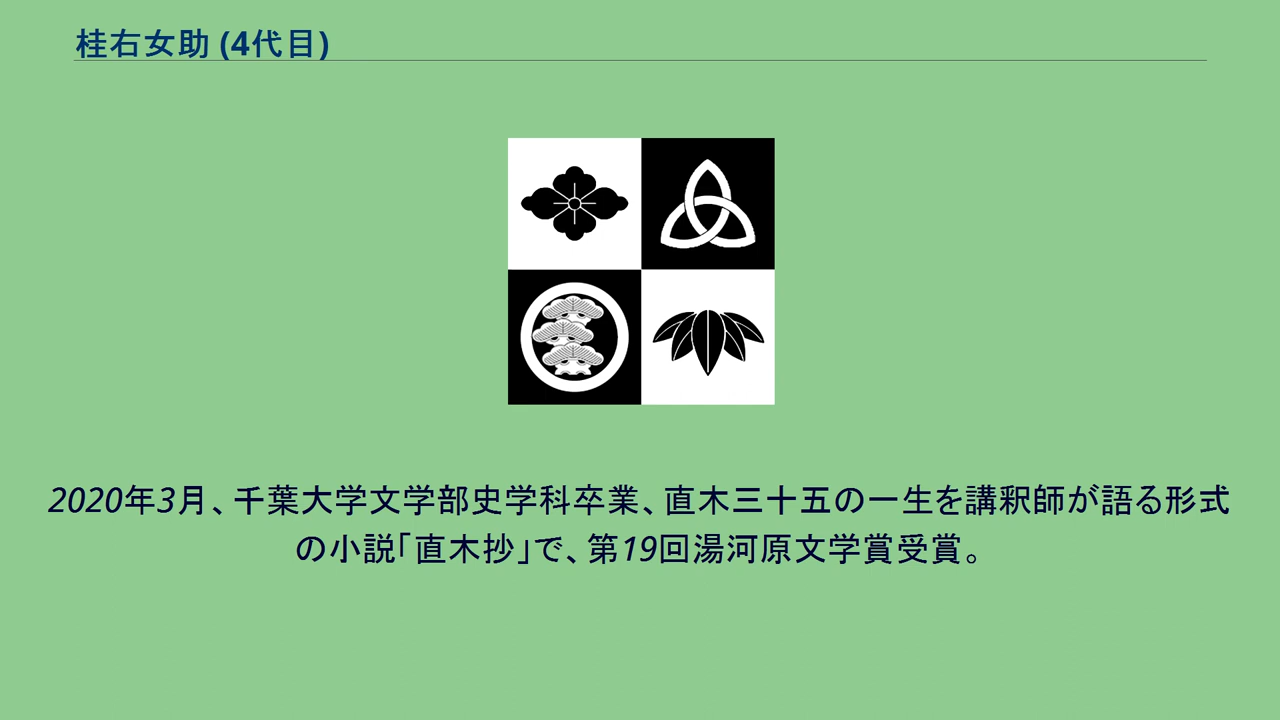 桂右女助 (4代目)
2020年3月、千葉大学文学部史学科卒業、直木三十五の一生を講釈師が語る形式
の小説「直木抄」で、第19回湯河原文学賞受賞。